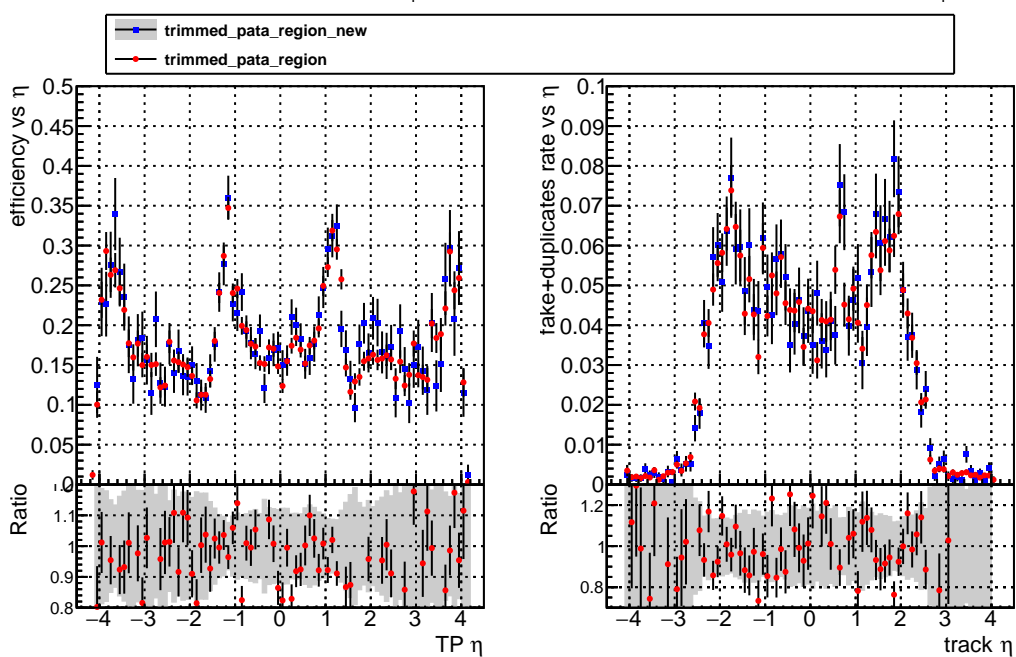 trimmed_pata_region_new
trimmed_pata_region
efficiency vs η
0.5
0.45
0.4
0.35
0.3
0.25
0.2
0.15
0.1
0.05
0
Ratio
1.1
1
0.9
0.8
−4 −3 −2 −1 0 1 2 3 4
TP η
fake+duplicates rate vs η
0.1
0.09
0.08
0.07
0.06
0.05
0.04
0.03
0.02
0.01
0
Ratio
1.2
1
0.8
−4 −3 −2 −1 0 1 2 3 4
track η